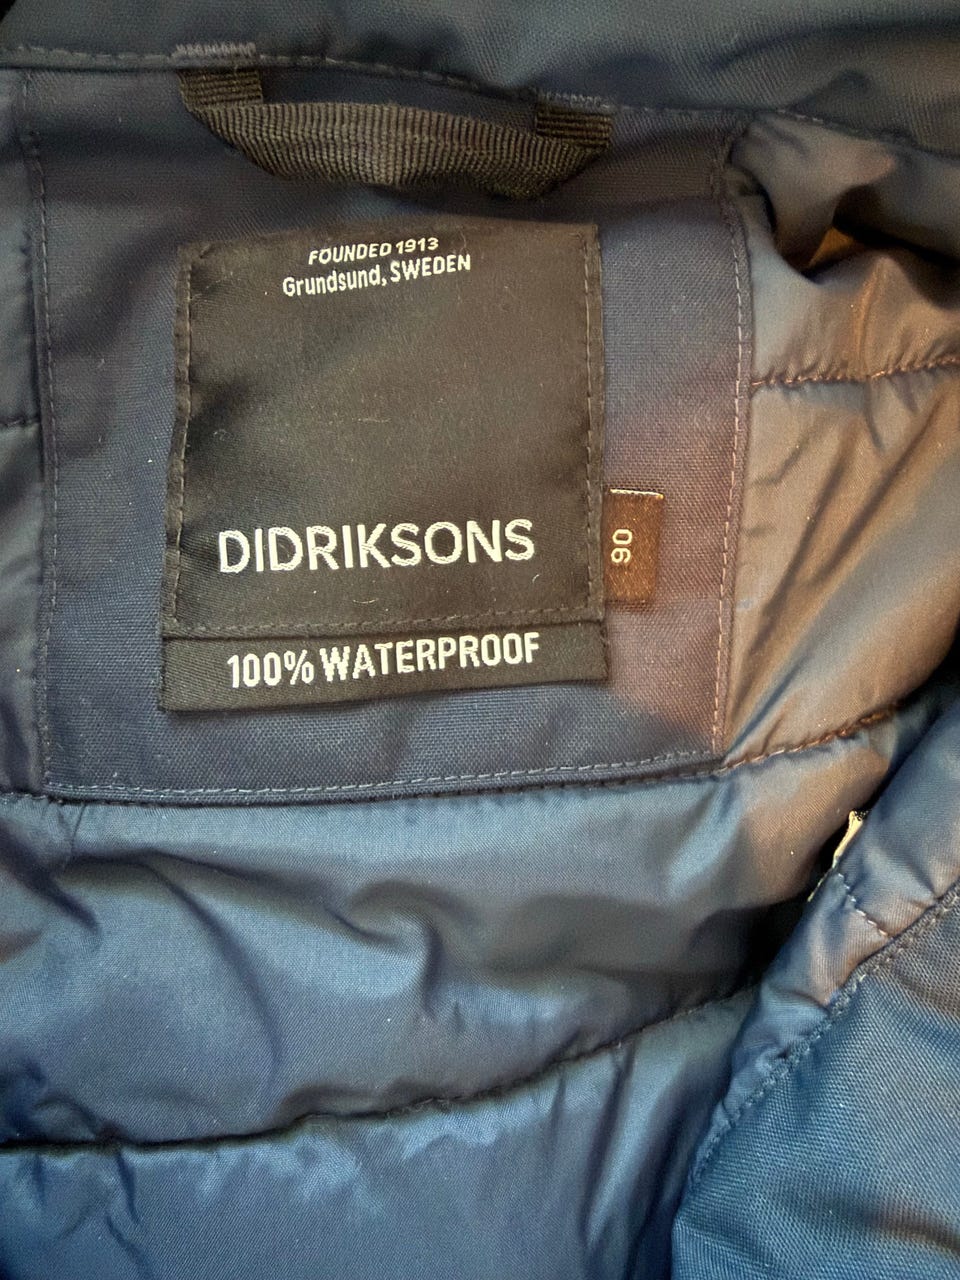 FOUNDED 1913
Grundsund, SWEDEN
DIDRIKSONS
90
100% WATERPROOF